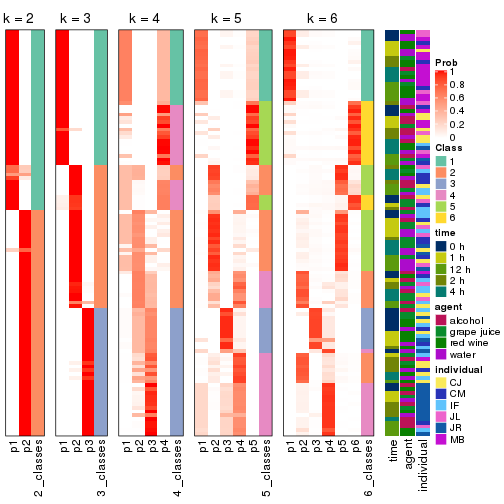 k = 2
k = 3
k = 4
k = 5
k = 6
p1
p2
2_classes
p1
p2
p3
3_classes
p1
p2
p3
p4
4_classes
p1
p2
p3
p4
p5
5_classes
p1
p2
p3
p4
p5
p6
6_classes
time
agent
individual
Prob
1
0.8
0.6
0.4
0.2
0
Class
1
2
3
4
5
6
time
0 h
1 h
12 h
2 h
4 h
agent
alcohol
grape juice
red wine
water
individual
CJ
CM
IF
JL
JR
MB